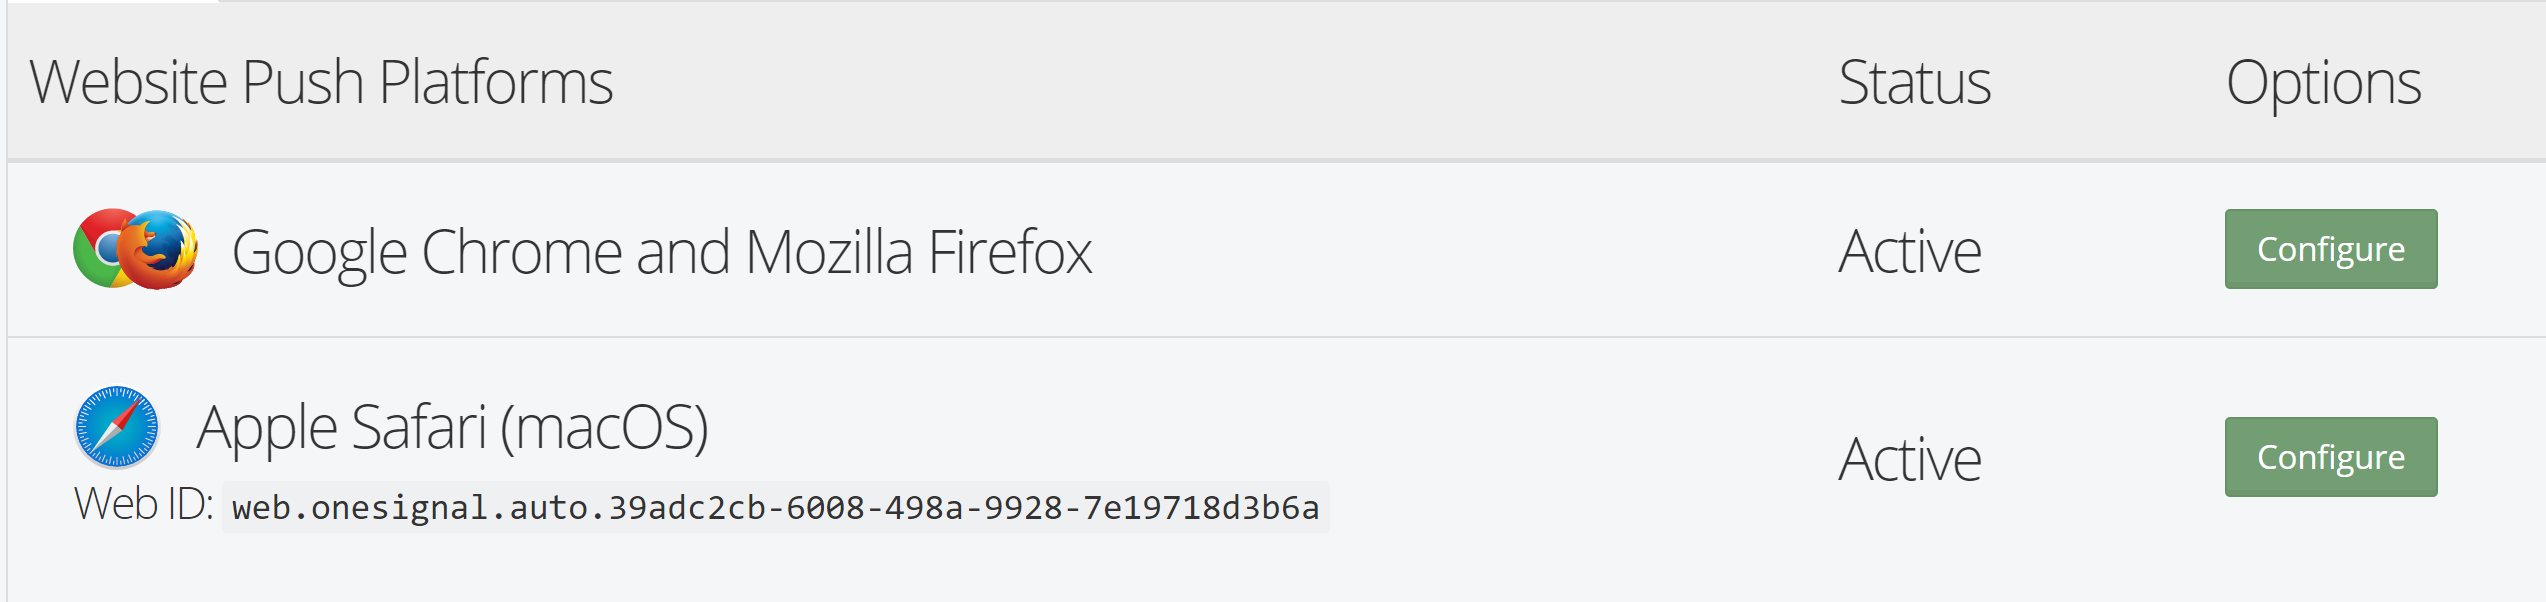 Website Push Platforms Status Options
Google Chrome and Mozilla Firefox Active Configure
Apple Safari (macOS) Active Configure
Web ID: web.onesignal.auto.39adc2cb-6008-498a-9928-7e19718d3b6a